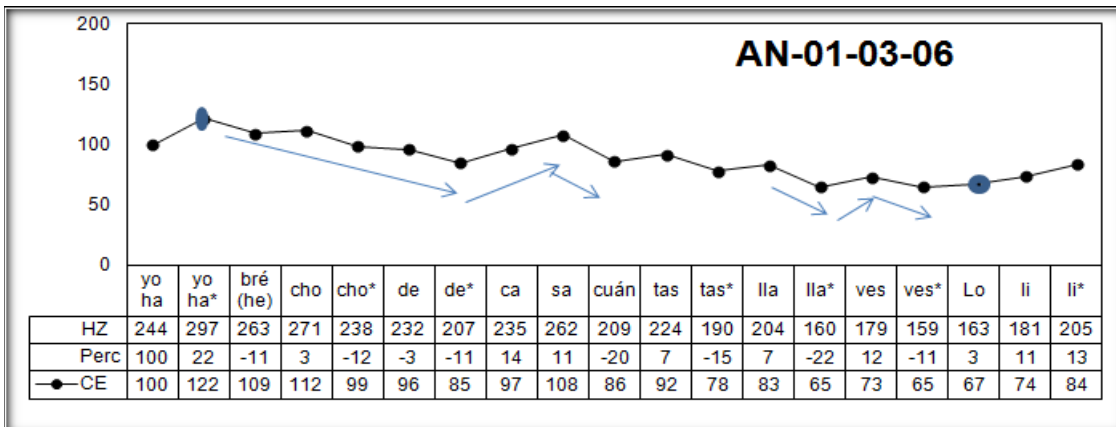 200
AN-01-03-06
150
100
50
0
yo ha yo ha* bré (he) cho cho* de de* ca sa cuán tas tas* lla lla* ves ves* Lo li li*
HZ 244 297 263 271 238 232 207 235 262 209 224 190 204 160 179 159 163 181 205
Perc 100 22 -11 3 -12 -3 -11 14 11 -20 7 -15 7 -22 12 -11 3 11 13
CE 100 122 109 112 99 96 85 97 108 86 92 78 83 65 73 65 67 74 84